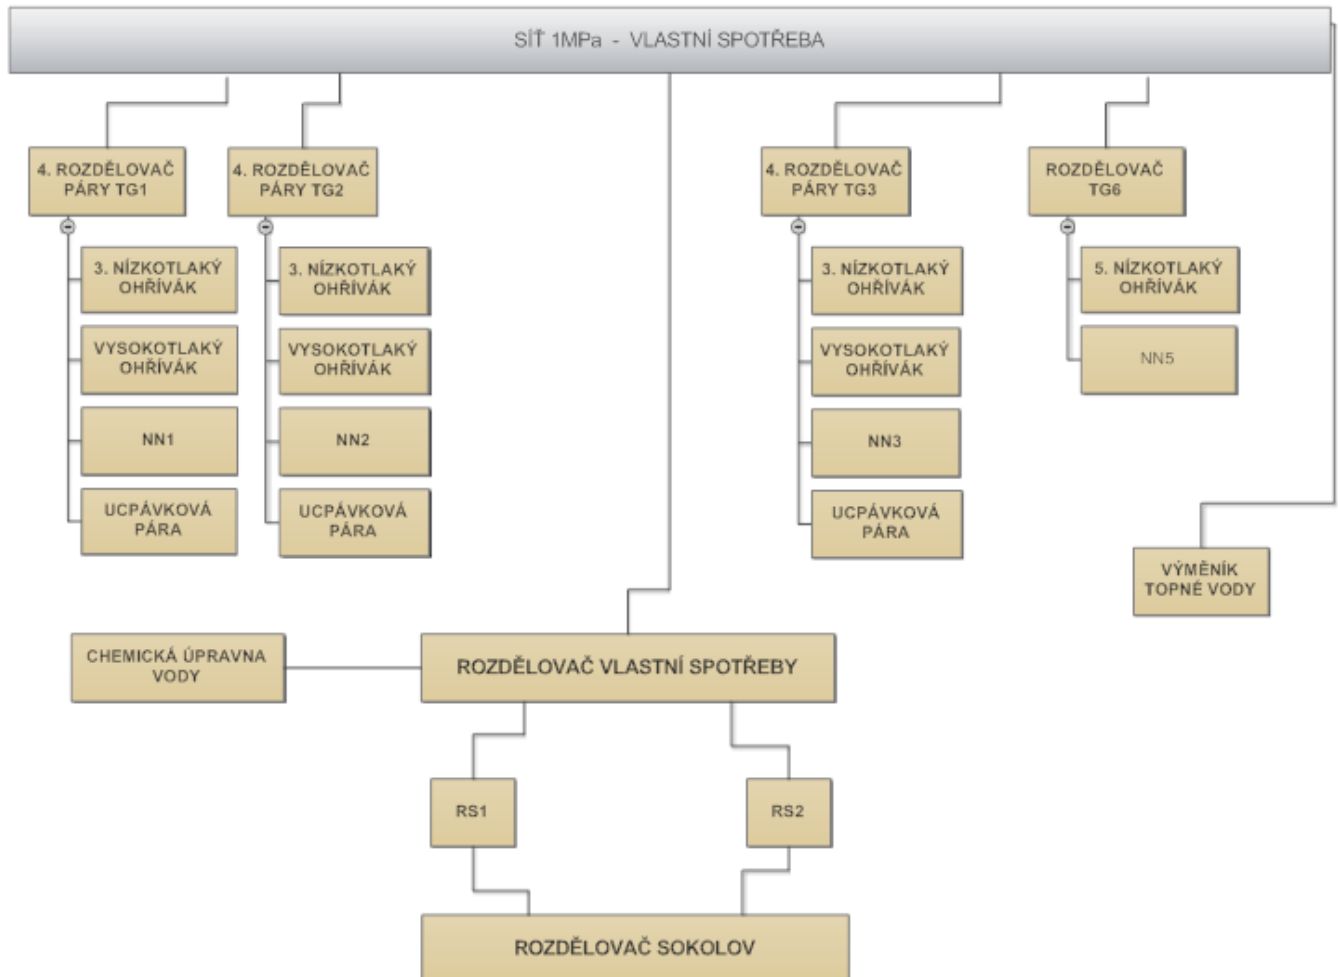 SÍŤ 1MPa - VLASTNÍ SPOTŘEBA
4. ROZDĚLOVAČ
PÁRY TG1
3. NÍZKOTLAKÝ
OHŘÍVÁK
VYSOKOTLAKÝ
OHŘÍVÁK
NN1
UCPÁVKOVÁ
PÁRA
4. ROZDĚLOVAČ
PÁRY TG2
3. NÍZKOTLAKÝ
OHŘÍVÁK
VYSOKOTLAKÝ
OHŘÍVÁK
NN2
UCPÁVKOVÁ
PÁRA
4. ROZDĚLOVAČ
PÁRY TG3
3. NÍZKOTLAKÝ
OHŘÍVÁK
VYSOKOTLAKÝ
OHŘÍVÁK
NN3
UCPÁVKOVÁ
PÁRA
ROZDĚLOVAČ
TG6
5. NÍZKOTLAKÝ
OHŘÍVÁK
NN5
VÝMĚNÍK
TOPNÉ VODY
CHEMICKÁ ÚPRAVNA
VODY
ROZDĚLOVAČ VLASTNÍ SPOTŘEBY
RS1
RS2
ROZDĚLOVAČ SOKOLOV